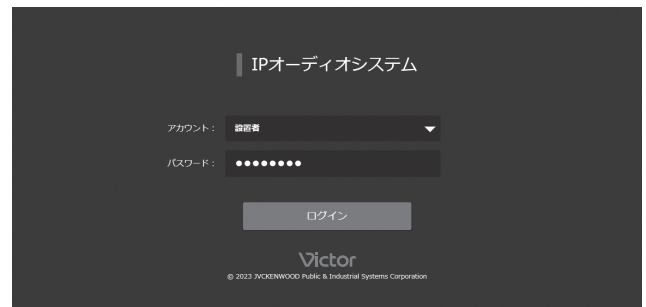 IPオーディオシステム
アカウント： 設置者
パスワード： ●●●●●●●●
ログイン
Victor
© 2023 JVCKENWOOD Public & Industrial Systems Corporation